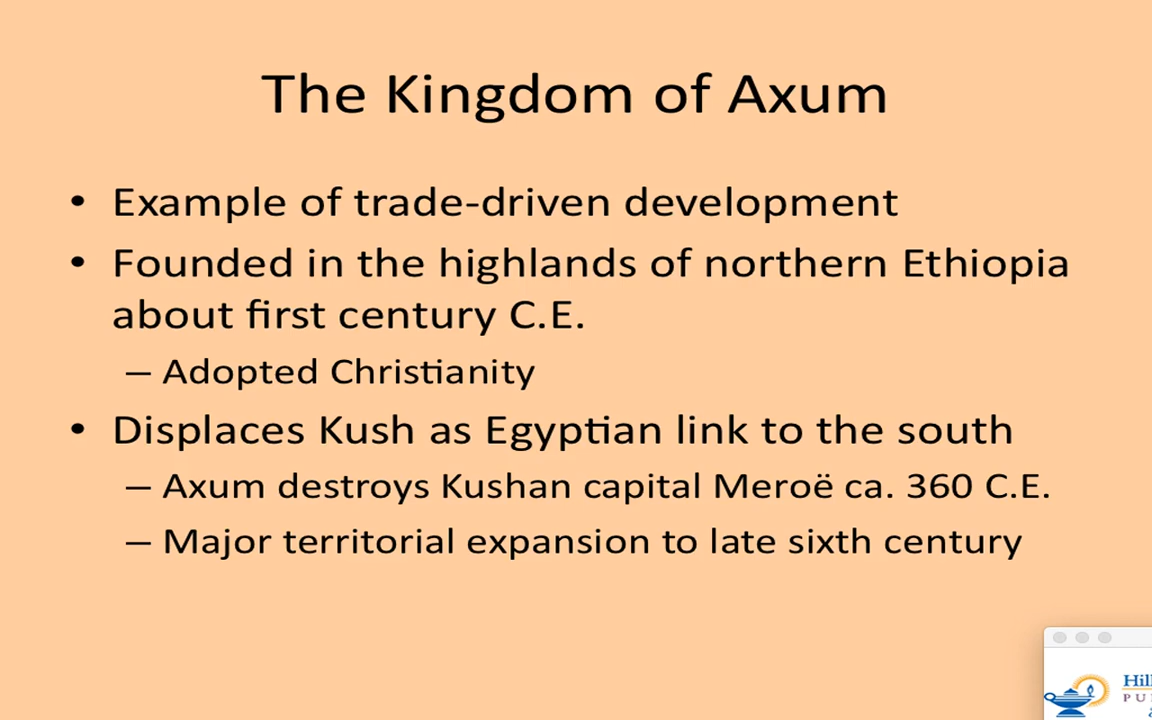 The Kingdom of Axum
• Example of trade-driven development
• Founded in the highlands of northern Ethiopia
about first century C.E.
– Adopted Christianity
• Displaces Kush as Egyptian link to the south
– Axum destroys Kushan capital Meroë ca. 360 C.E.
– Major territorial expansion to late sixth century